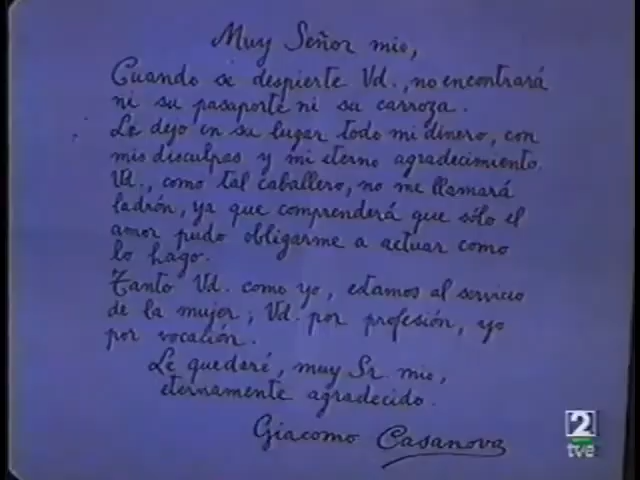 Muy Señor mio,
Cuando se despierte Vd., no encontrará
ni su pasaporte ni su carroza.
Le dejo en su lugar todo mi dinero, con
mis disculpas y mi eterno agradecimiento.
Vd., como tal caballero, no me llamará
ladrón, ya que comprenderá que sólo el
amor pudo obligarme a actuar como
lo hago.
Tanto Vd. como yo, estamos al servicio
de la mujer; Vd. por profesión, yo
por vocación.
Le quederé, muy Sr mio,
eternamente agradecido.
Giacomo Casanova
2
tve